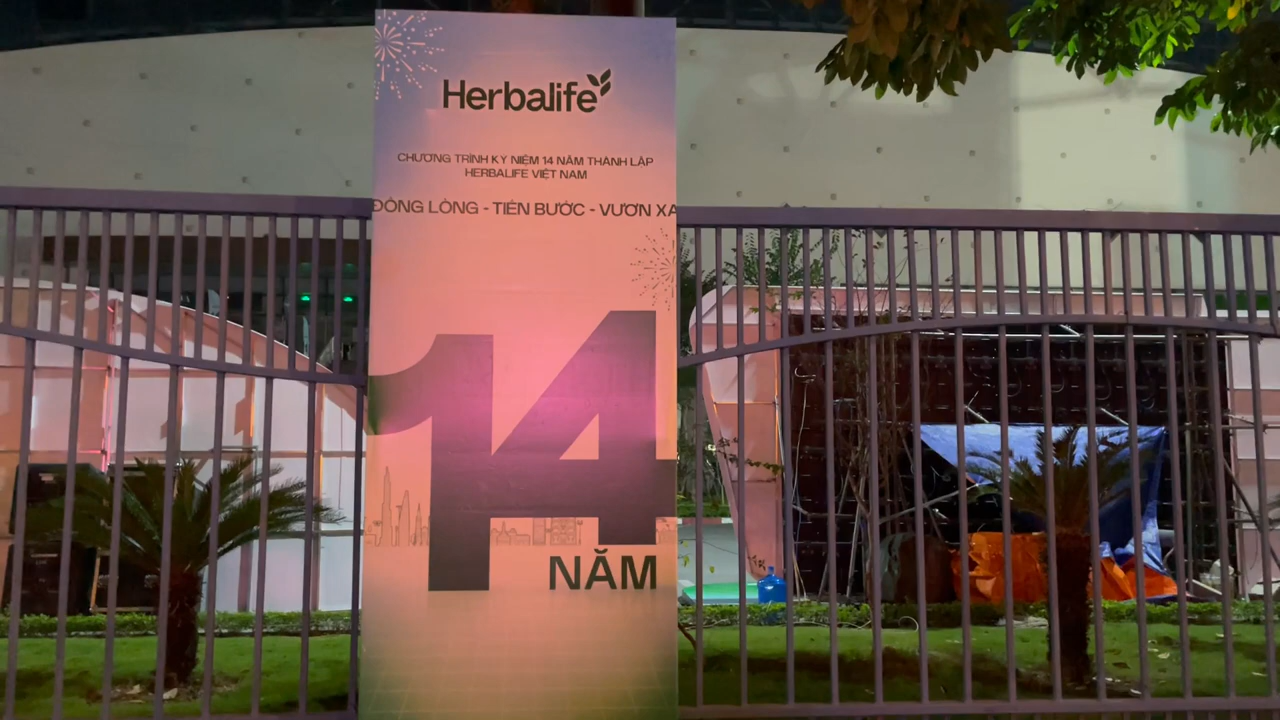 Herbalife
CHƯƠNG TRÌNH KỶ NIỆM 14 NĂM THÀNH LẬP
HERBALIFE VIỆT NAM
ĐỒNG LÒNG - TIẾN BƯỚC - VƯƠN XA
14
NĂM